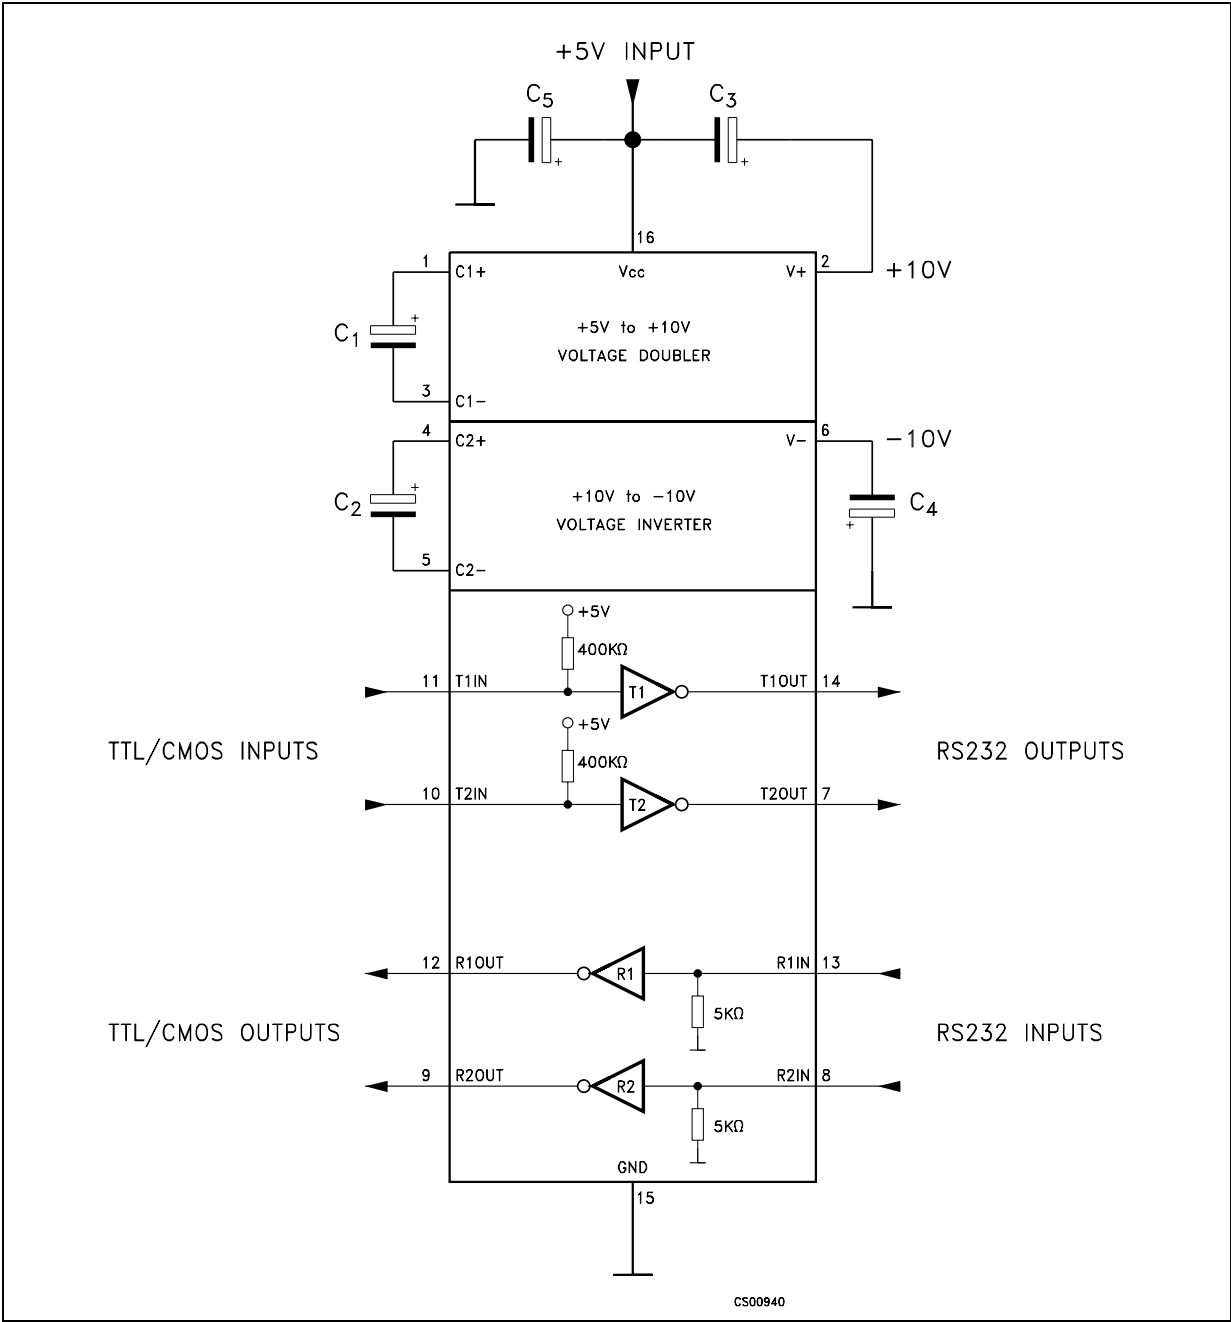 +5V INPUT
C5 C3
+ +
16
1 C1+ Vcc V+ 2 +10V
C1 +
+5V to +10V
VOLTAGE DOUBLER
3 C1-
4 C2+ V- 6 -10V
C2 + C4
+10V to -10V
VOLTAGE INVERTER
+
5 C2-
+5V
400KΩ
11 T1IN T1 T1OUT 14
+5V
TTL/CMOS INPUTS RS232 OUTPUTS
400KΩ
10 T2IN T2 T2OUT 7
12 R1OUT R1 R1IN 13
5KΩ
TTL/CMOS OUTPUTS RS232 INPUTS
9 R2OUT R2 R2IN 8
5KΩ
GND
15
CS00940